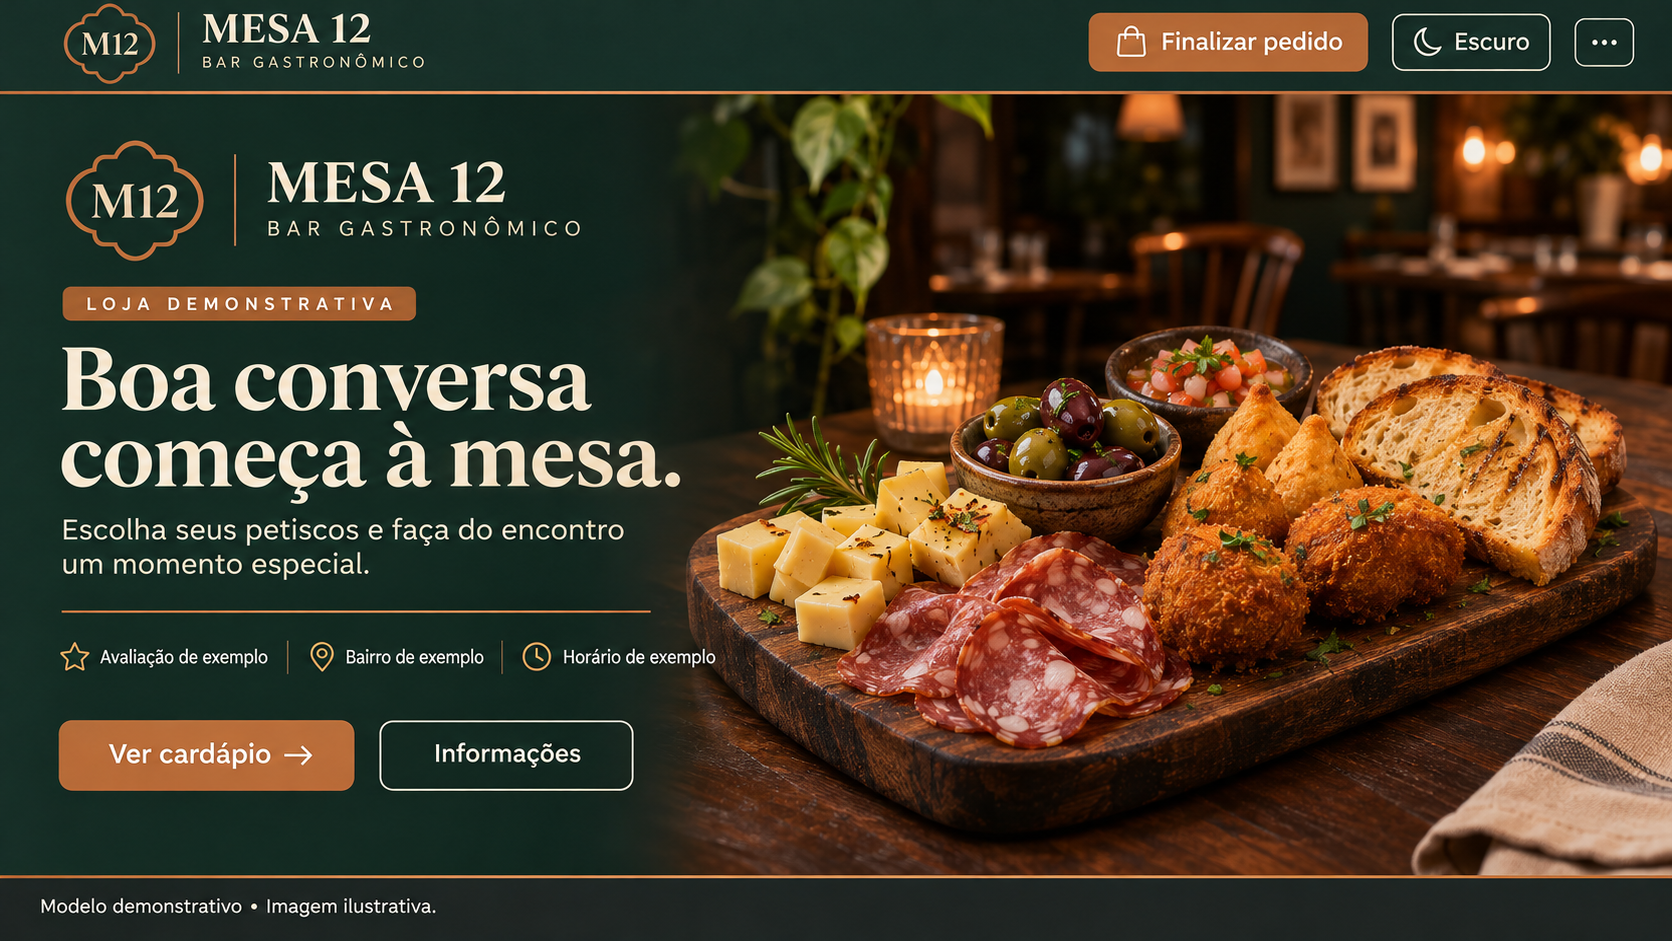 M12
MESA 12
BAR GASTRONÔMICO
Finalizar pedido
Escuro
M12
MESA 12
BAR GASTRONÔMICO
LOJA DEMONSTRATIVA
Boa conversa
começa à mesa.
Escolha seus petiscos e faça do encontro
um momento especial.
Avaliação de exemplo
Bairro de exemplo
Horário de exemplo
Ver cardápio →
Informações
Modelo demonstrativo • Imagem ilustrativa.